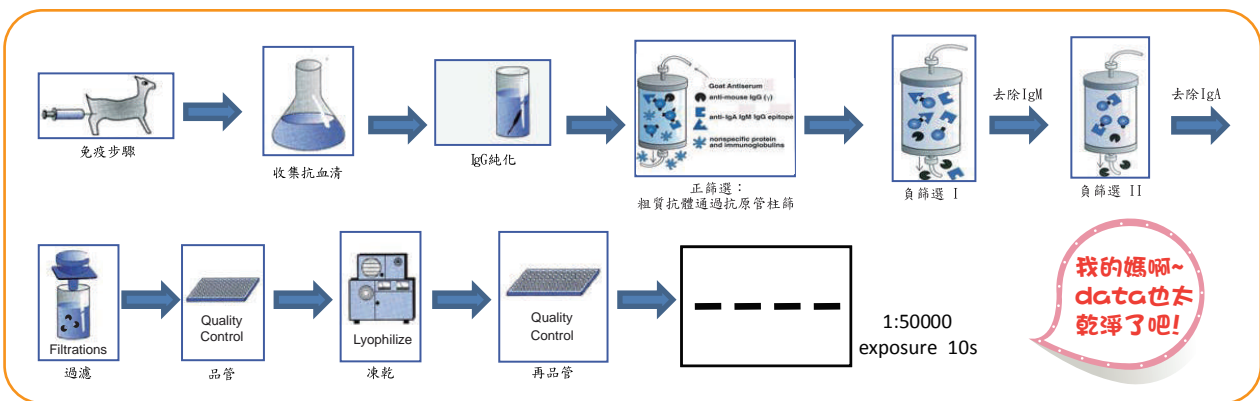 免疫步驟
收集抗血清
IgG純化
Goat Antiserum
anti-mouse IgG (γ)
anti-IgA IgM IgG epitope
nonspecific protein
and immunoglobulins
正篩選：
粗質抗體通過抗原管柱篩
負篩選 I
去除IgM
負篩選 II
去除IgA
Filtrations
過濾
Quality
Control
品管
Lyophilize
凍乾
Quality
Control
再品管
1:50000
exposure 10s
我的媽啊~
data也太
乾淨了吧!